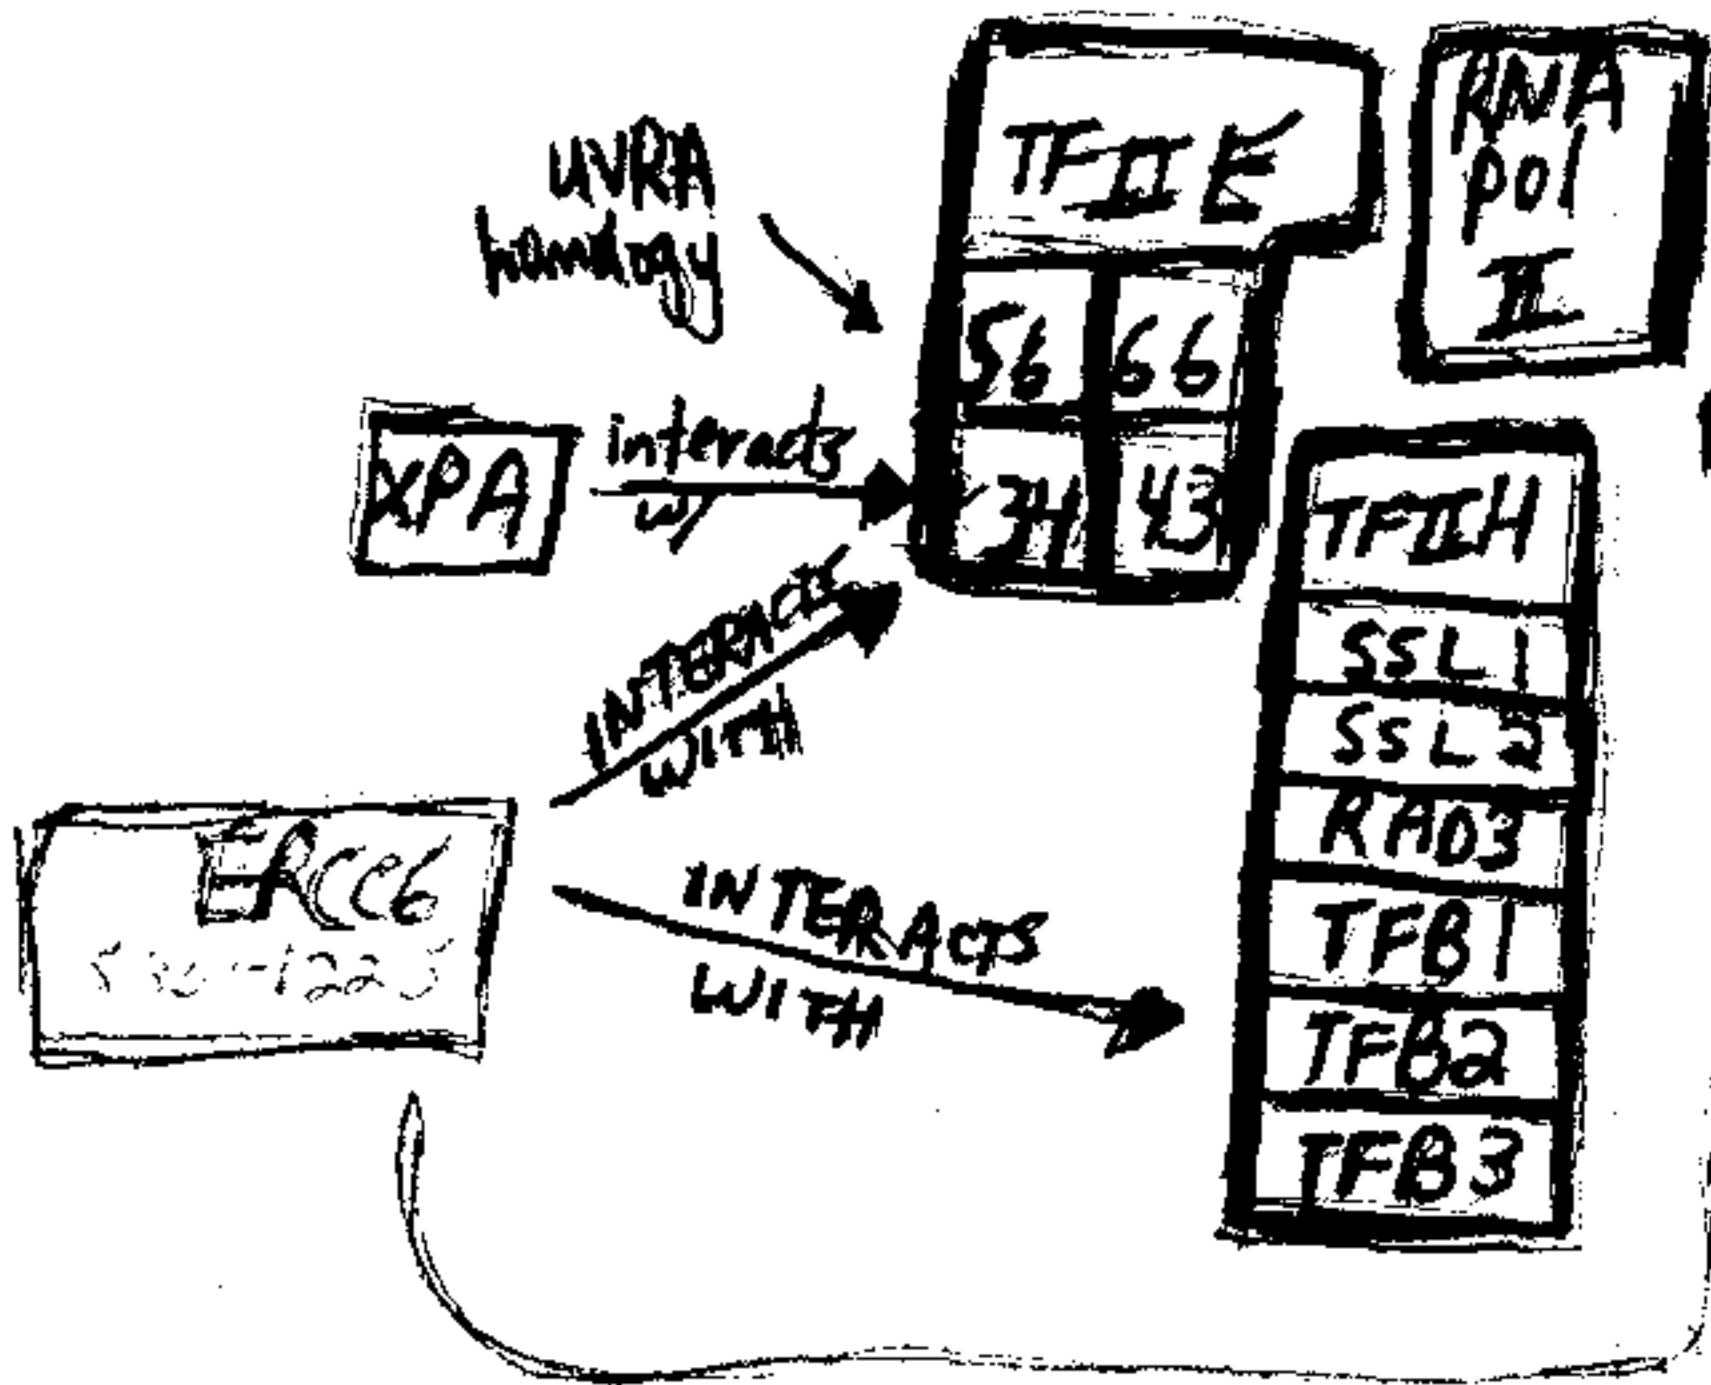 TFIIE
RNA
pol
II
UVRA
homology
56 66
XPA
interacts
w/
34 43
TFIIH
INTERACTS
WITH
SSL1
SSL2
RAD3
ERCC6
INTERACTS
WITH
TFB1
TFB2
TFB3